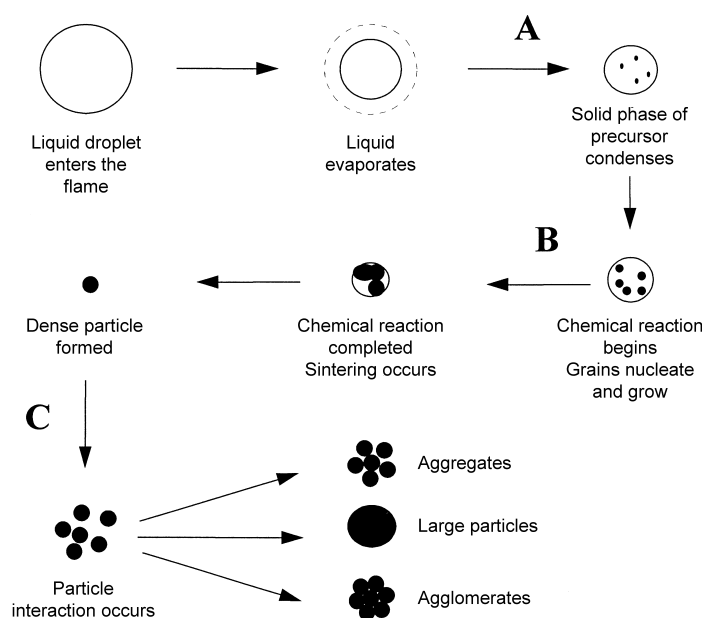 A
Liquid droplet
enters the
flame
Liquid
evaporates
Solid phase of
precursor
condenses
B
Dense particle
formed
Chemical reaction
completed
Sintering occurs
Chemical reaction
begins
Grains nucleate
and grow
C
Aggregates
Large particles
Agglomerates
Particle
interaction occurs